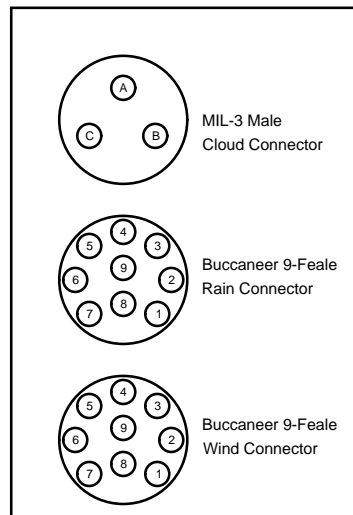 A
C B
MIL-3 Male
Cloud Connector
4
5 3
9
6 2
8
7 1
Buccaneer 9-Feale
Rain Connector
4
5 3
9
6 2
8
7 1
Buccaneer 9-Feale
Wind Connector